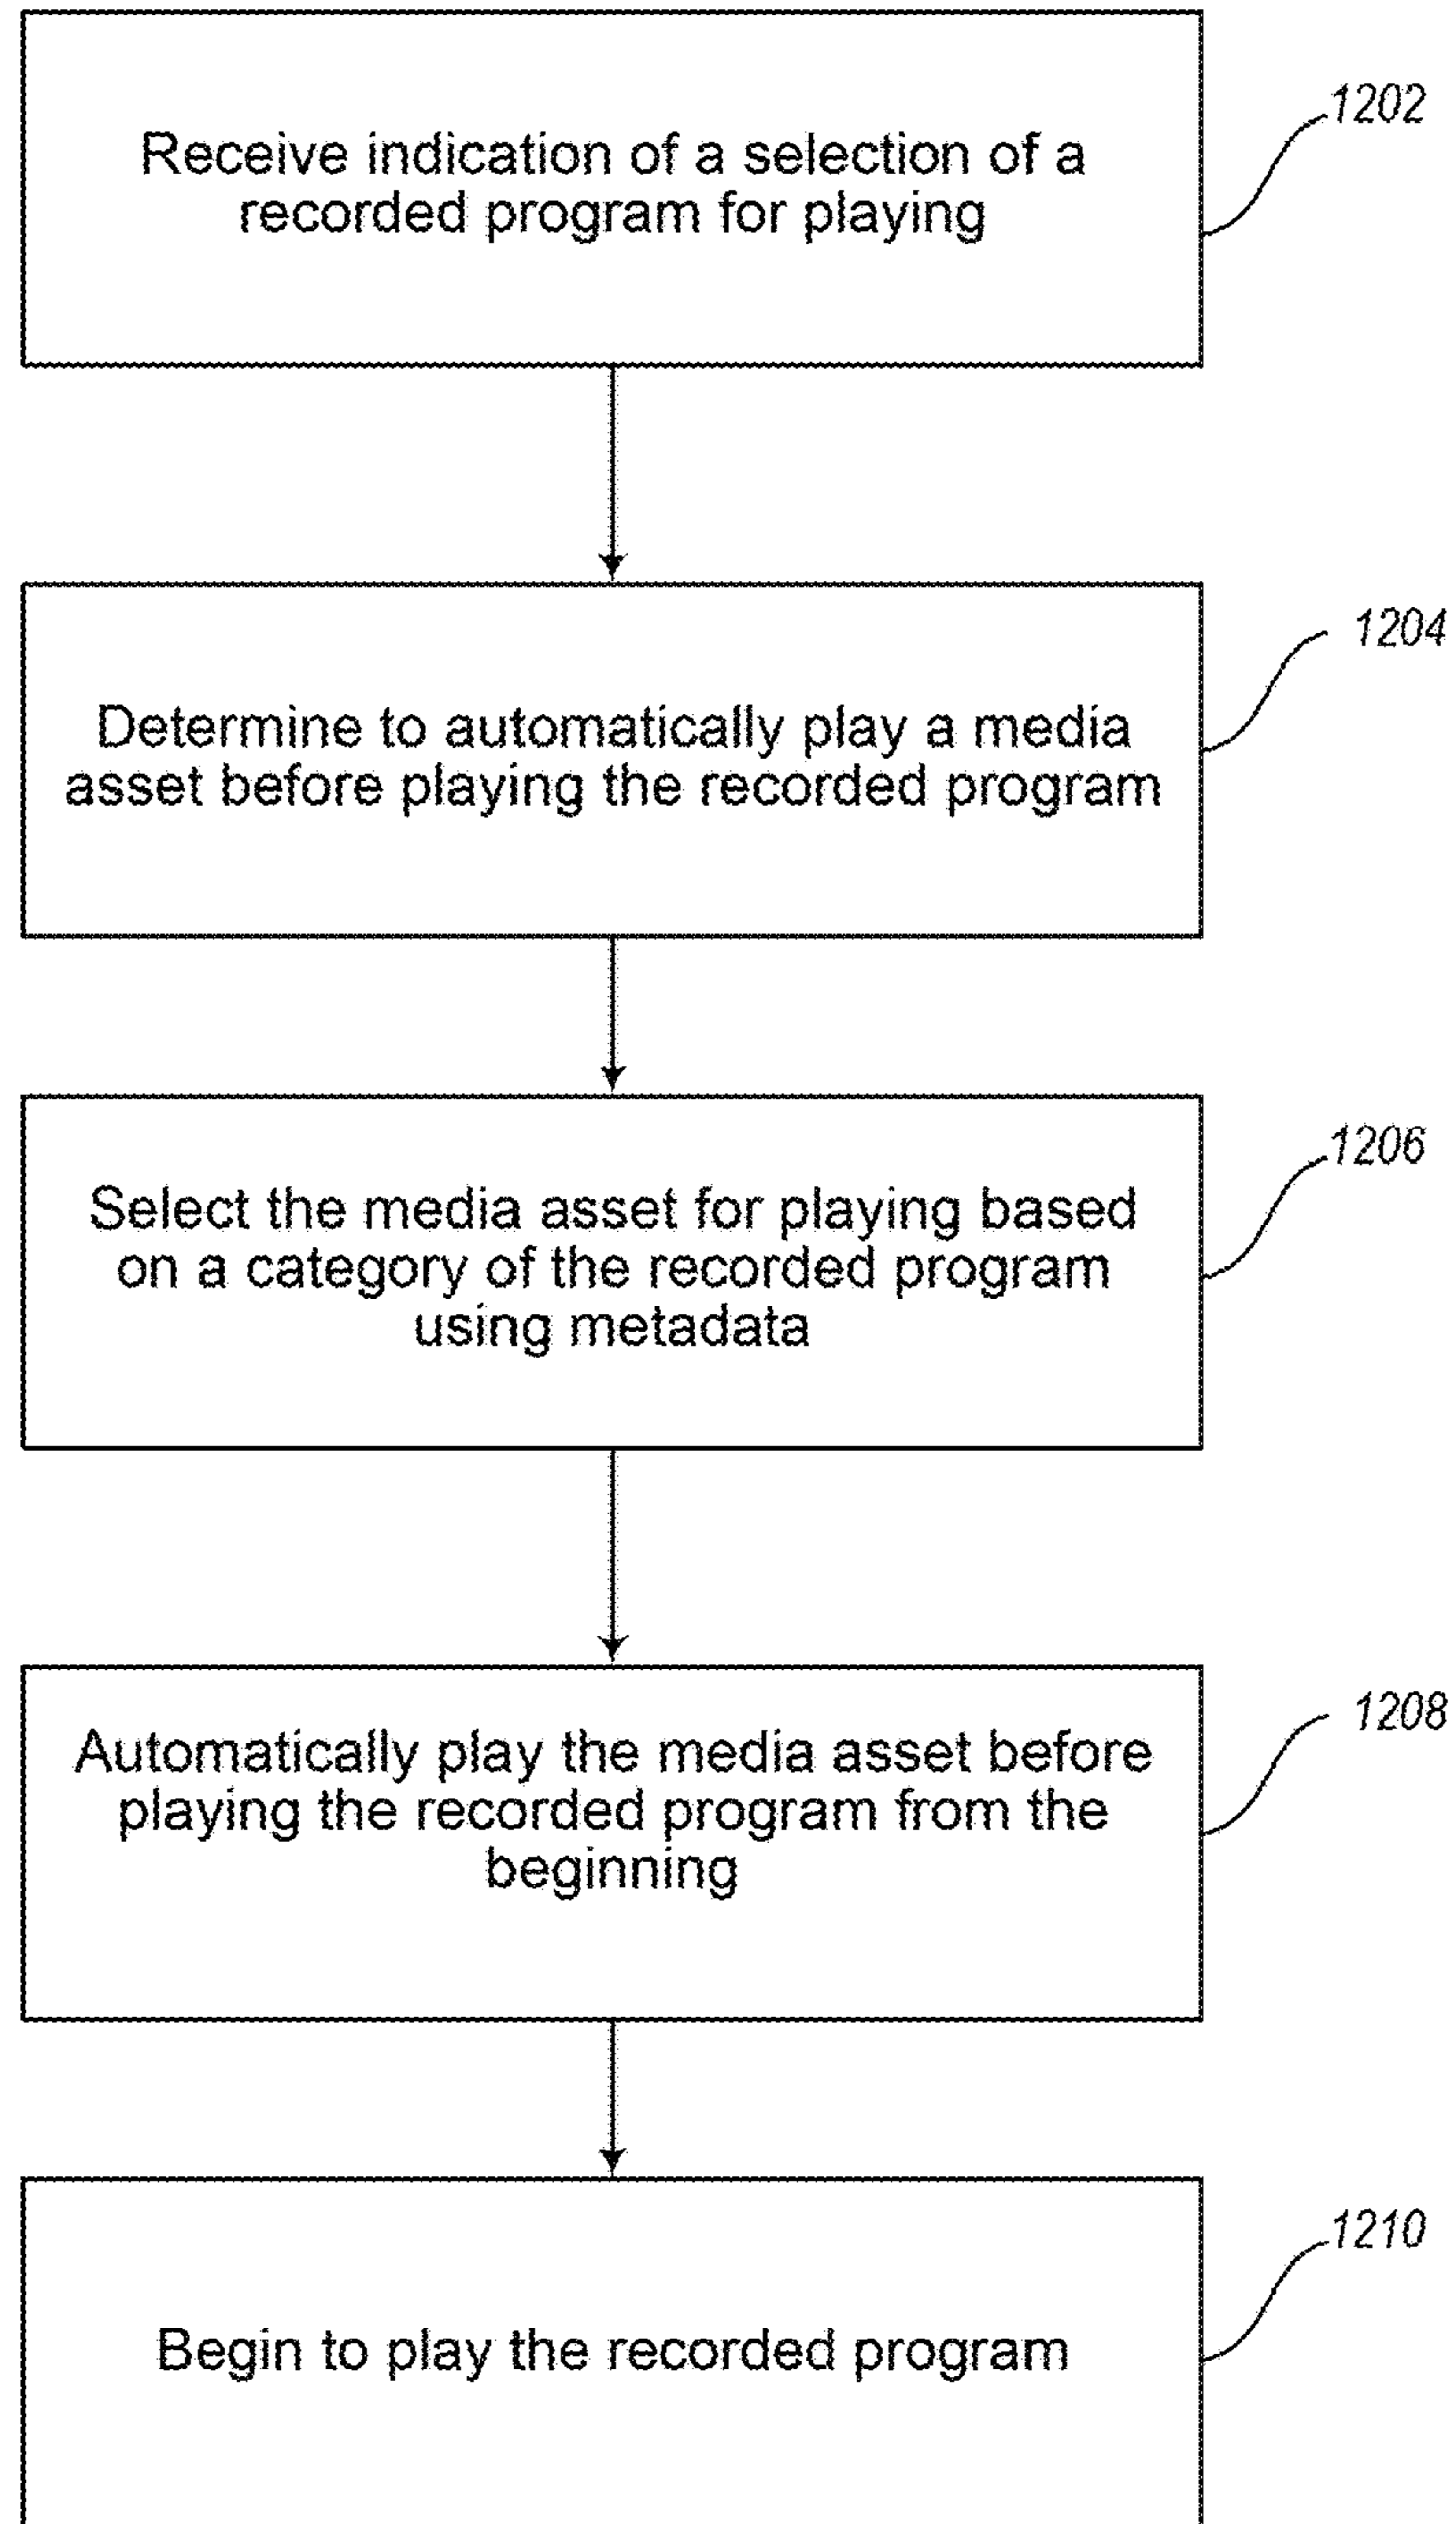 Receive indication of a selection of a
recorded program for playing
1202
Determine to automatically play a media
asset before playing the recorded program
1204
Select the media asset for playing based
on a category of the recorded program
using metadata
1206
Automatically play the media asset before
playing the recorded program from the
beginning
1208
Begin to play the recorded program
1210